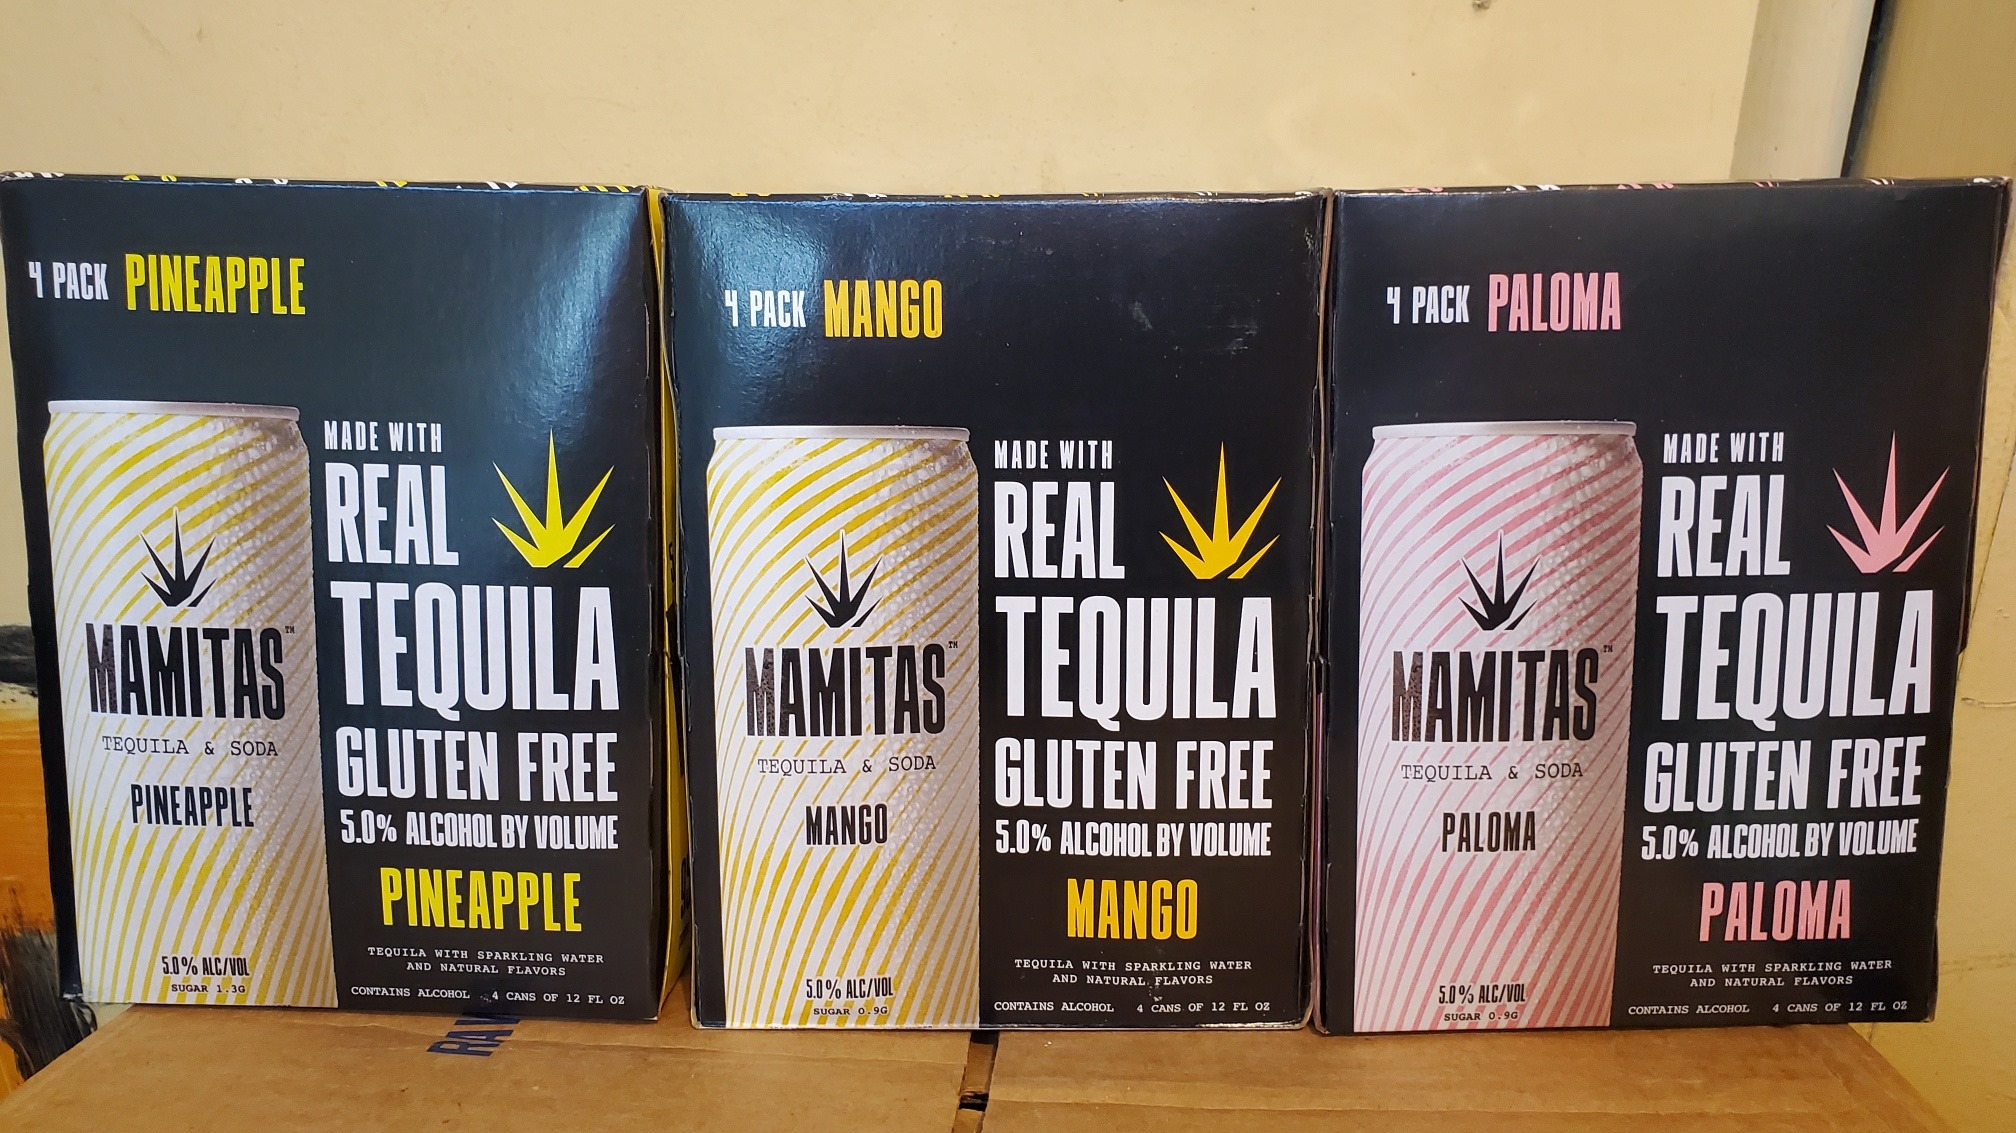 4 PACK PINEAPPLE
MADE WITH
REAL
TEQUILA
GLUTEN FREE
5.0% ALCOHOL BY VOLUME
PINEAPPLE
TEQUILA WITH SPARKLING WATER
AND NATURAL FLAVORS
CONTAINS ALCOHOL 4 CANS OF 12 FL OZ
MAMITAS™
TEQUILA & SODA
PINEAPPLE
5.0% ALC/VOL
SUGAR 1.3G
4 PACK MANGO
MADE WITH
REAL
TEQUILA
GLUTEN FREE
5.0% ALCOHOL BY VOLUME
MANGO
TEQUILA WITH SPARKLING WATER
AND NATURAL FLAVORS
CONTAINS ALCOHOL 4 CANS OF 12 FL OZ
MAMITAS™
TEQUILA & SODA
MANGO
5.0% ALC/VOL
SUGAR 0.9G
4 PACK PALOMA
MADE WITH
REAL
TEQUILA
GLUTEN FREE
5.0% ALCOHOL BY VOLUME
PALOMA
TEQUILA WITH SPARKLING WATER
AND NATURAL FLAVORS
CONTAINS ALCOHOL 4 CANS OF 12 FL OZ
MAMITAS™
TEQUILA & SODA
PALOMA
5.0% ALC/VOL
SUGAR 0.9G